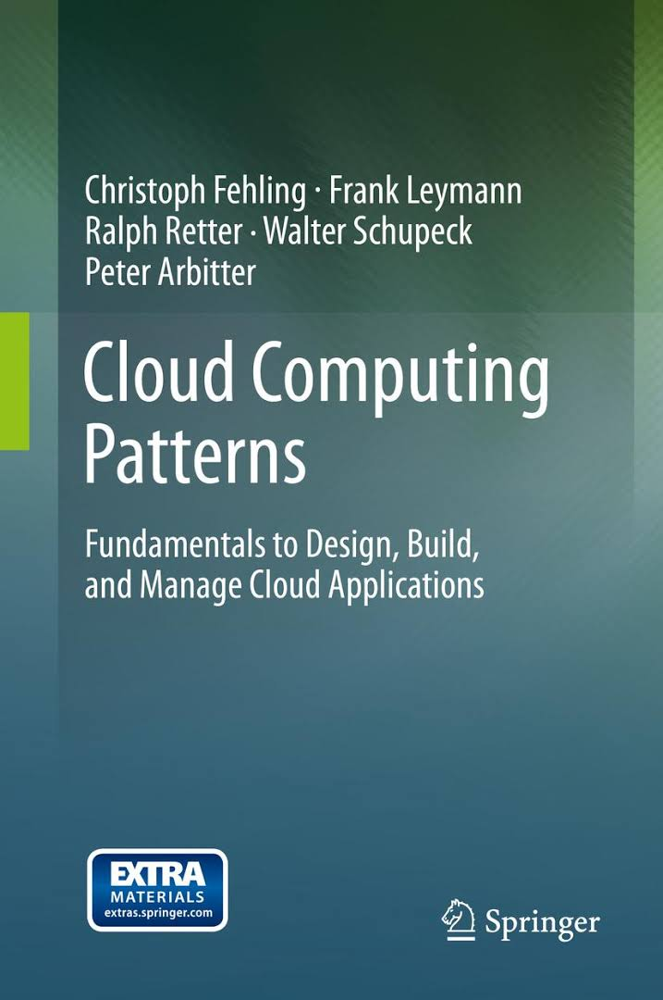 Christoph Fehling · Frank Leymann
Ralph Retter · Walter Schupeck
Peter Arbitter
Cloud Computing
Patterns
Fundamentals to Design, Build,
and Manage Cloud Applications
EXTRA
MATERIALS
extras.springer.com
Springer